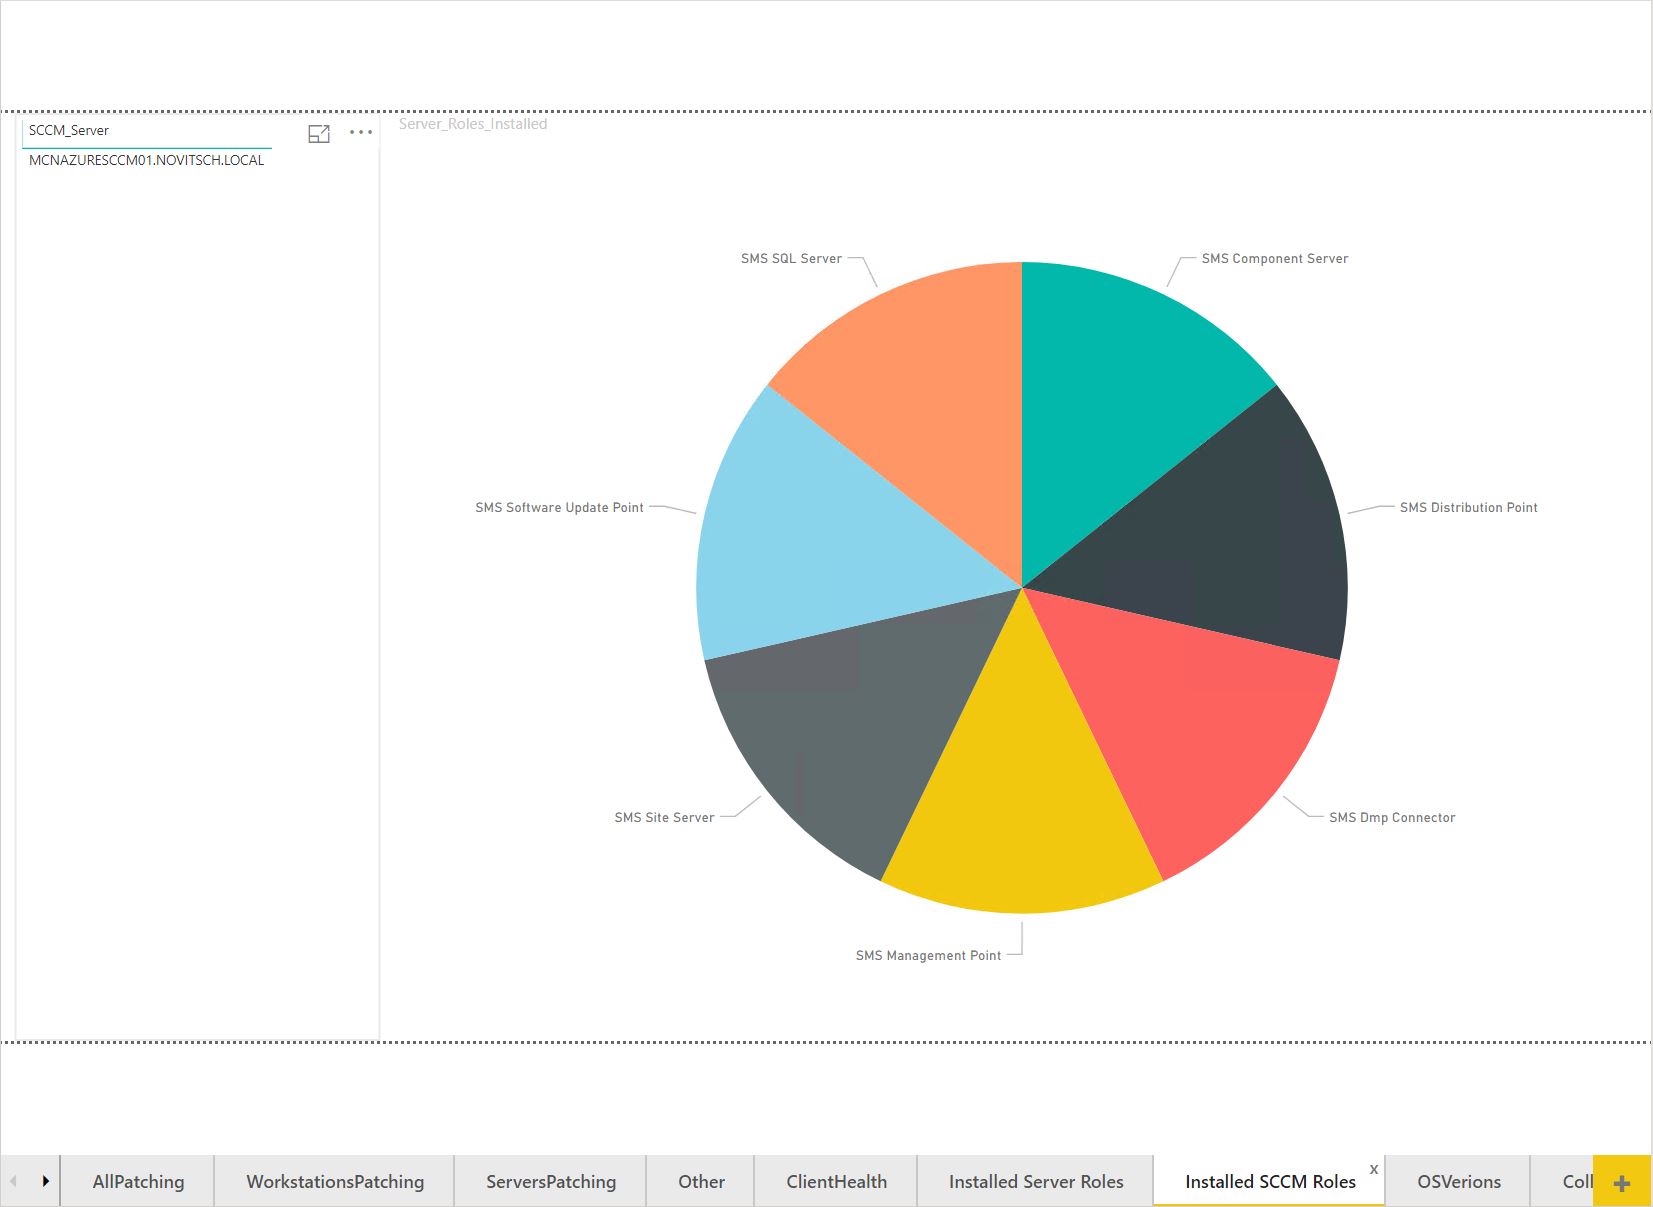 SCCM_Server
MCNAZURESCCM01.NOVITSCH.LOCAL
Server_Roles_Installed
SMS SQL Server
SMS Component Server
SMS Software Update Point
SMS Distribution Point
SMS Site Server
SMS Dmp Connector
SMS Management Point
AllPatching
WorkstationsPatching
ServersPatching
Other
ClientHealth
Installed Server Roles
Installed SCCM Roles
x
OSVerions
Coll